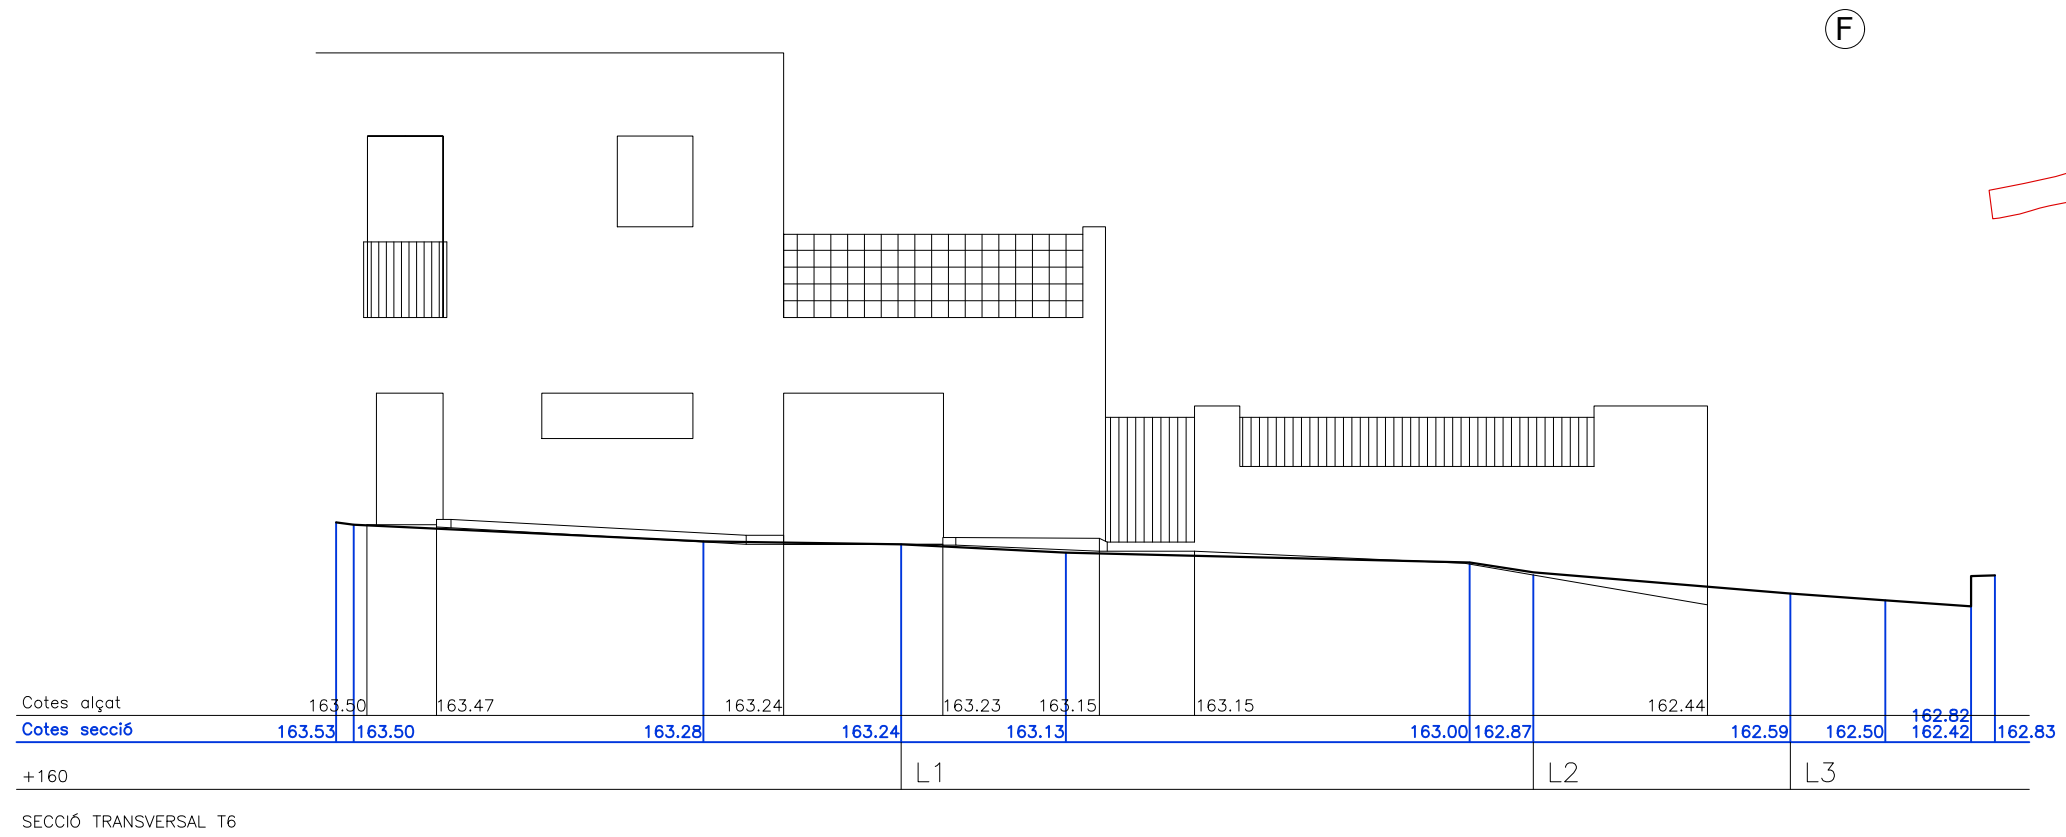 F
Cotes alçat 163.50 163.47 163.24 163.23 163.15 163.15 162.44
162.82
Cotes secció 163.53 163.50 163.28 163.24 163.13 163.00 162.87 162.59 162.50 162.42 162.83
+160 L1 L2 L3
SECCIÓ TRANSVERSAL T6